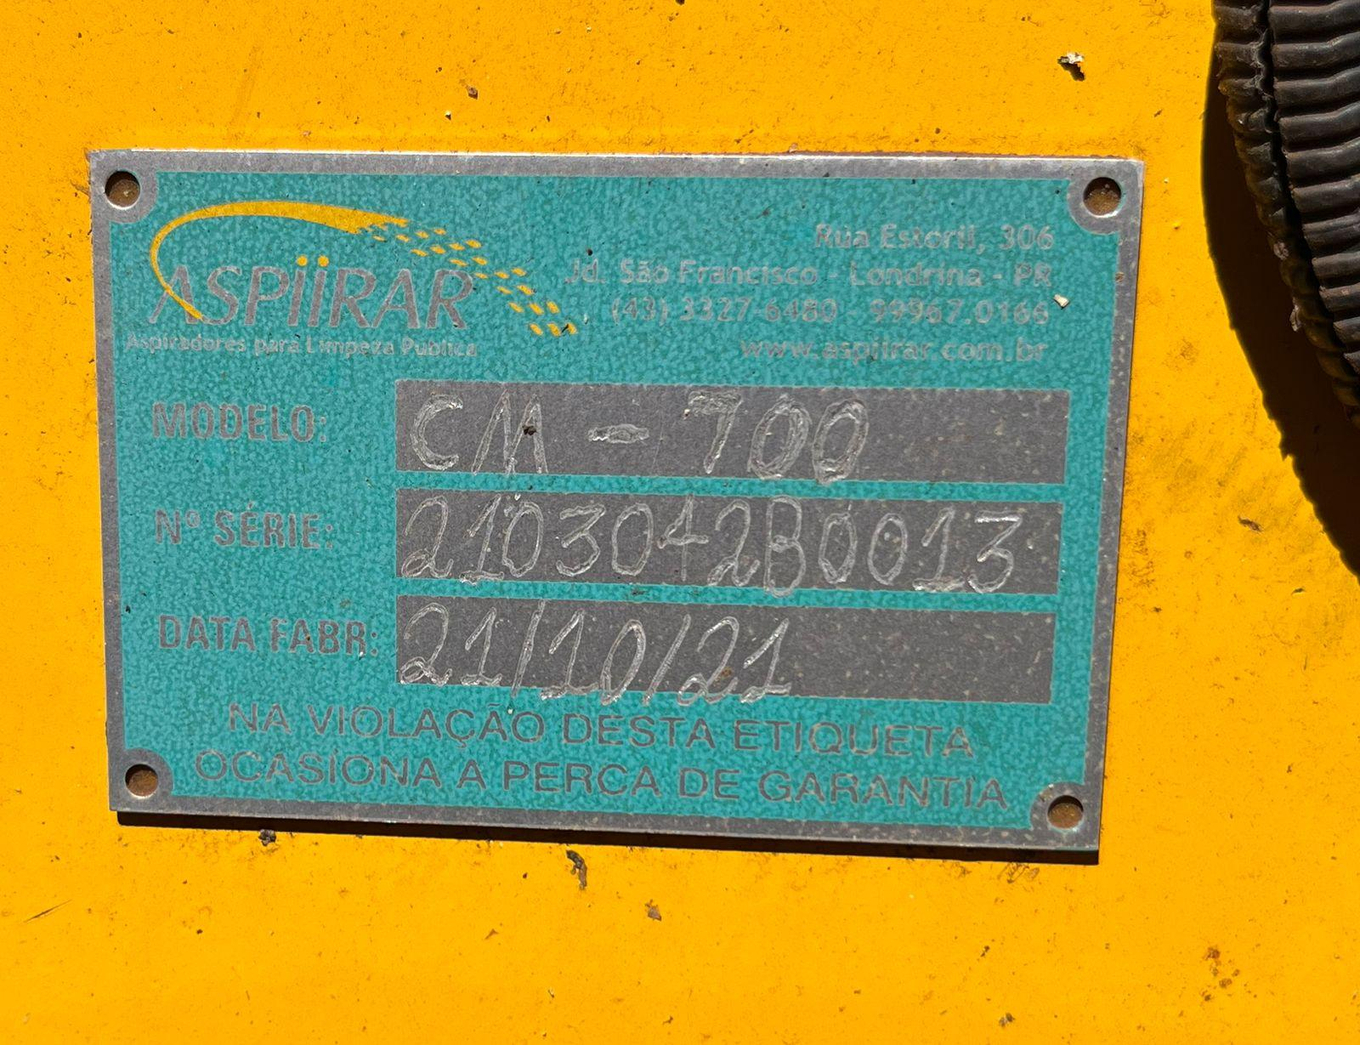 ASPIIRAR
Aspiradores para Limpeza Pública
Rua Estoril, 306
Jd. São Francisco - Londrina - PR
(43) 3327-6480 - 99967.0166
www.aspiirar.com.br
MODELO: CM - 700
Nº SÉRIE: 2103042B0013
DATA FABR: 21/10/21
NA VIOLAÇÃO DESTA ETIQUETA
OCASIONA A PERCA DE GARANTIA